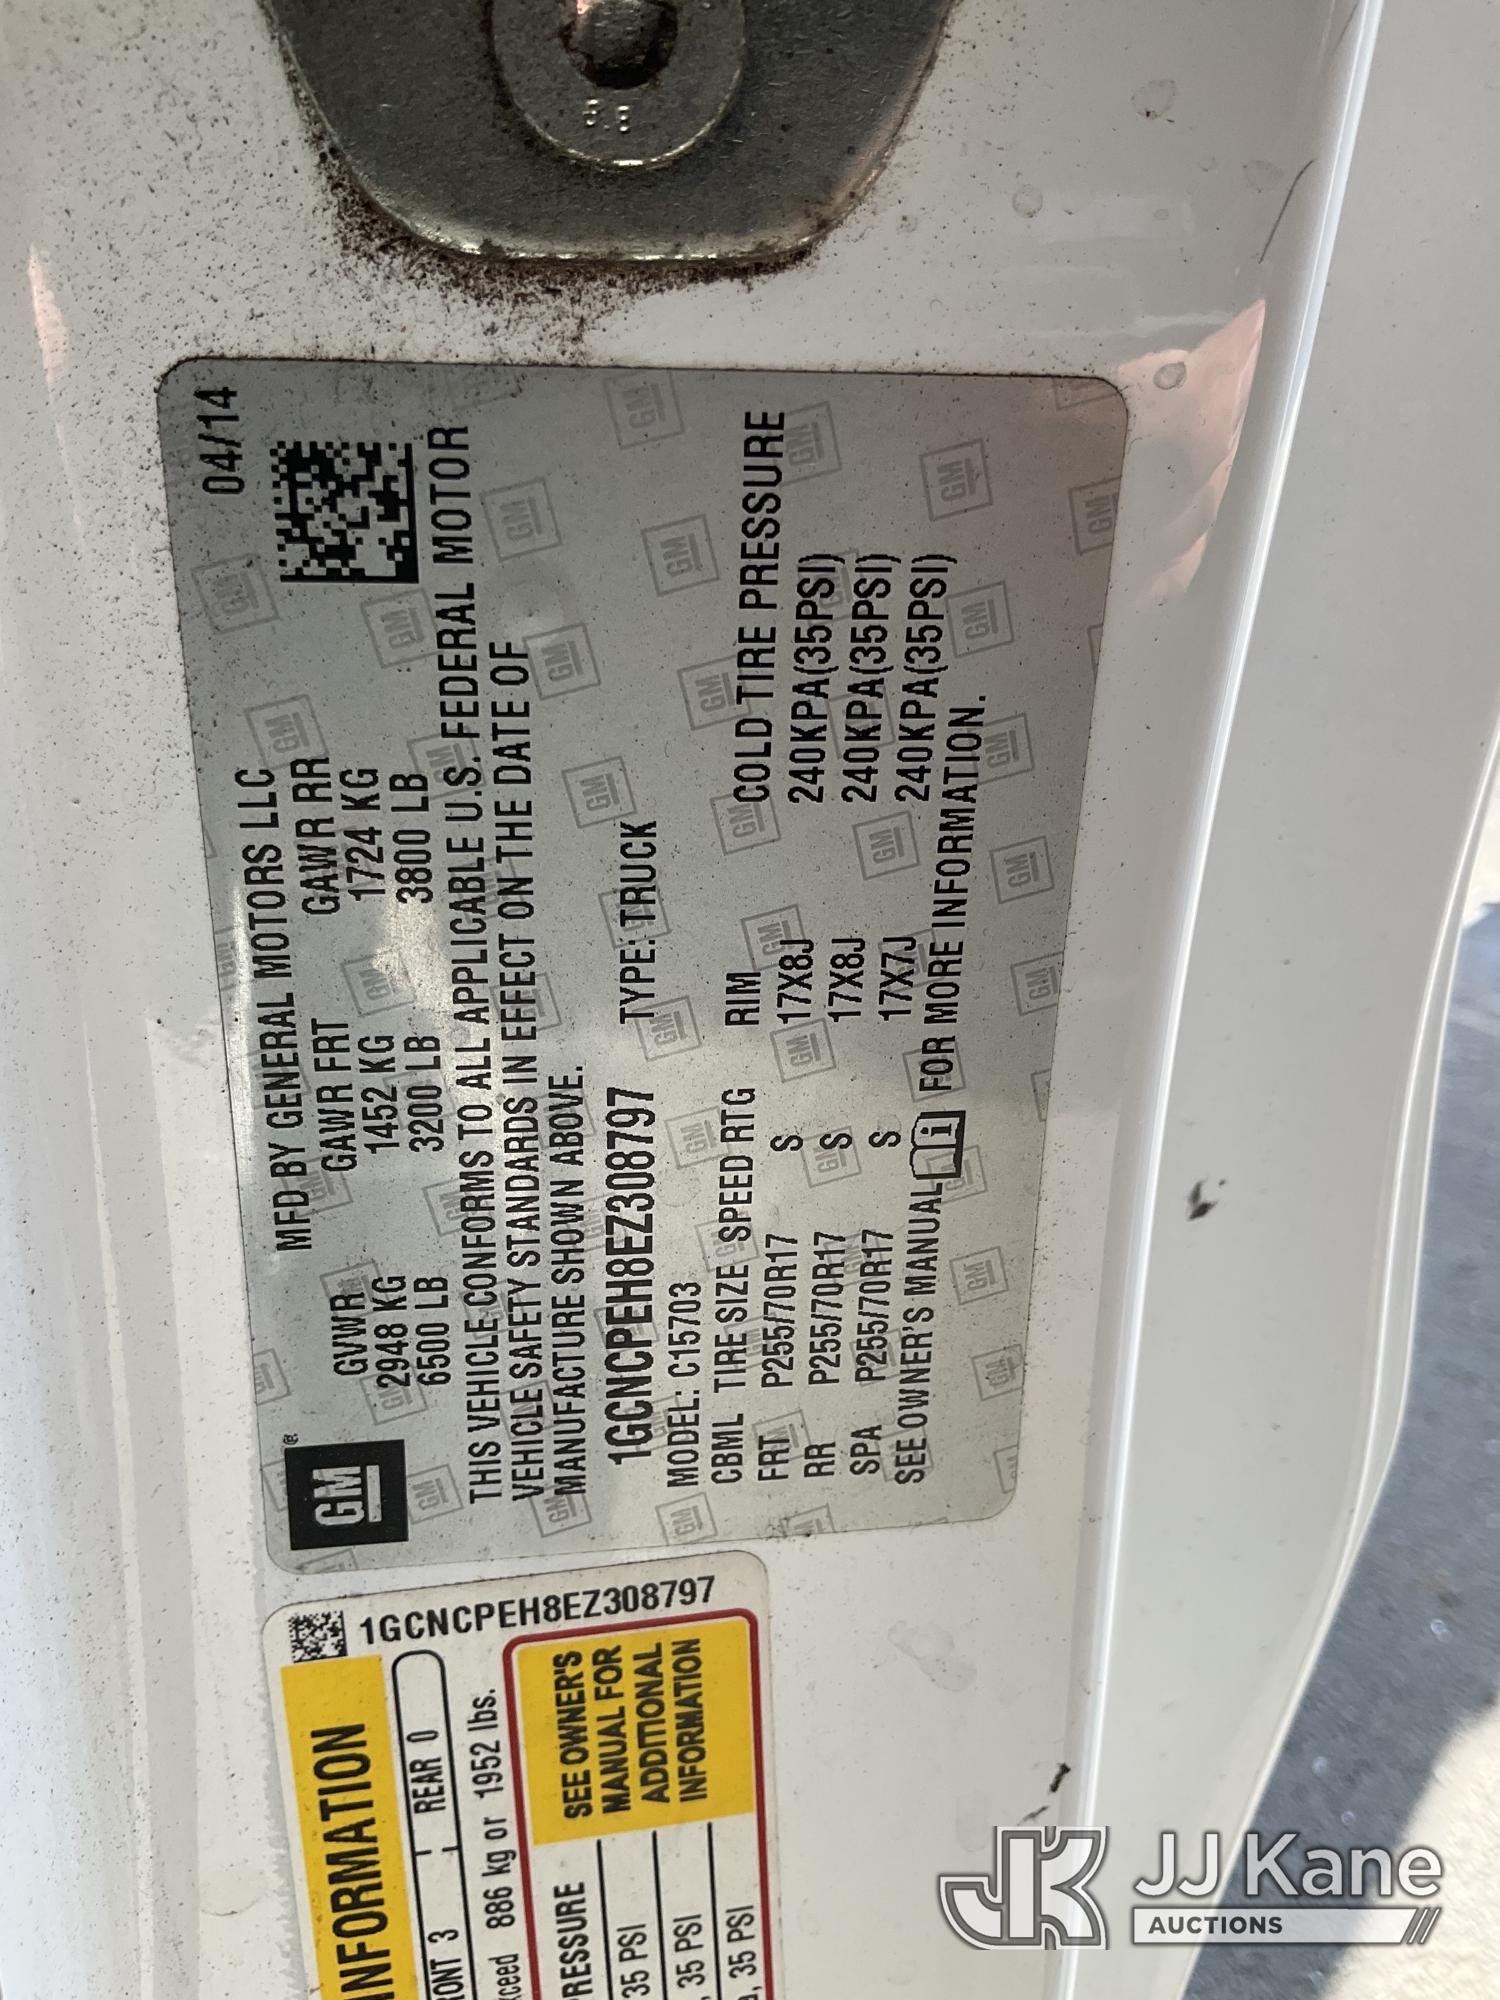 04/14
GM
MFD BY GENERAL MOTORS LLC
GVWR GAWR FRT GAWR RR
2948 KG 1452 KG 1724 KG
6500 LB 3200 LB 3800 LB
THIS VEHICLE CONFORMS TO ALL APPLICABLE U.S. FEDERAL MOTOR
VEHICLE SAFETY STANDARDS IN EFFECT ON THE DATE OF
MANUFACTURE SHOWN ABOVE.
1GCNCPEH8EZ308797 TYPE: TRUCK
MODEL: C15703
CBML TIRE SIZE SPEED RTG RIM COLD TIRE PRESSURE
FRT P255/70R17 S 17X8J 240KPA(35PSI)
RR P255/70R17 S 17X8J 240KPA(35PSI)
SPA P255/70R17 S 17X7J 240KPA(35PSI)
SEE OWNER'S MANUAL FOR MORE INFORMATION.
1GCNCPEH8EZ308797
INFORMATION
FRONT 3 REAR 0
exceed 886 kg or 1952 lbs.
PRESSURE
35 PSI
, 35 PSI
a, 35 PSI
SEE OWNER'S
MANUAL FOR
ADDITIONAL
INFORMATION
JJ Kane
AUCTIONS